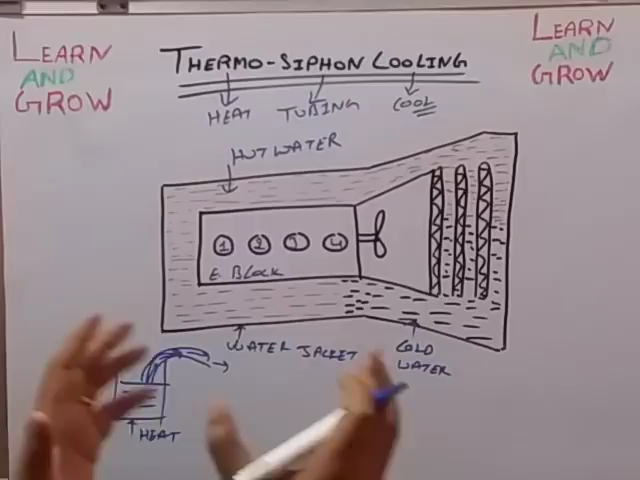 LEARN
AND
GROW
THERMO-SIPHON COOLING
LEARN
AND
GROW
HEAT TUBING COOL
HOT WATER
1 2 3 4
E. BLOCK
WATER JACKET
COLD
WATER
HEAT